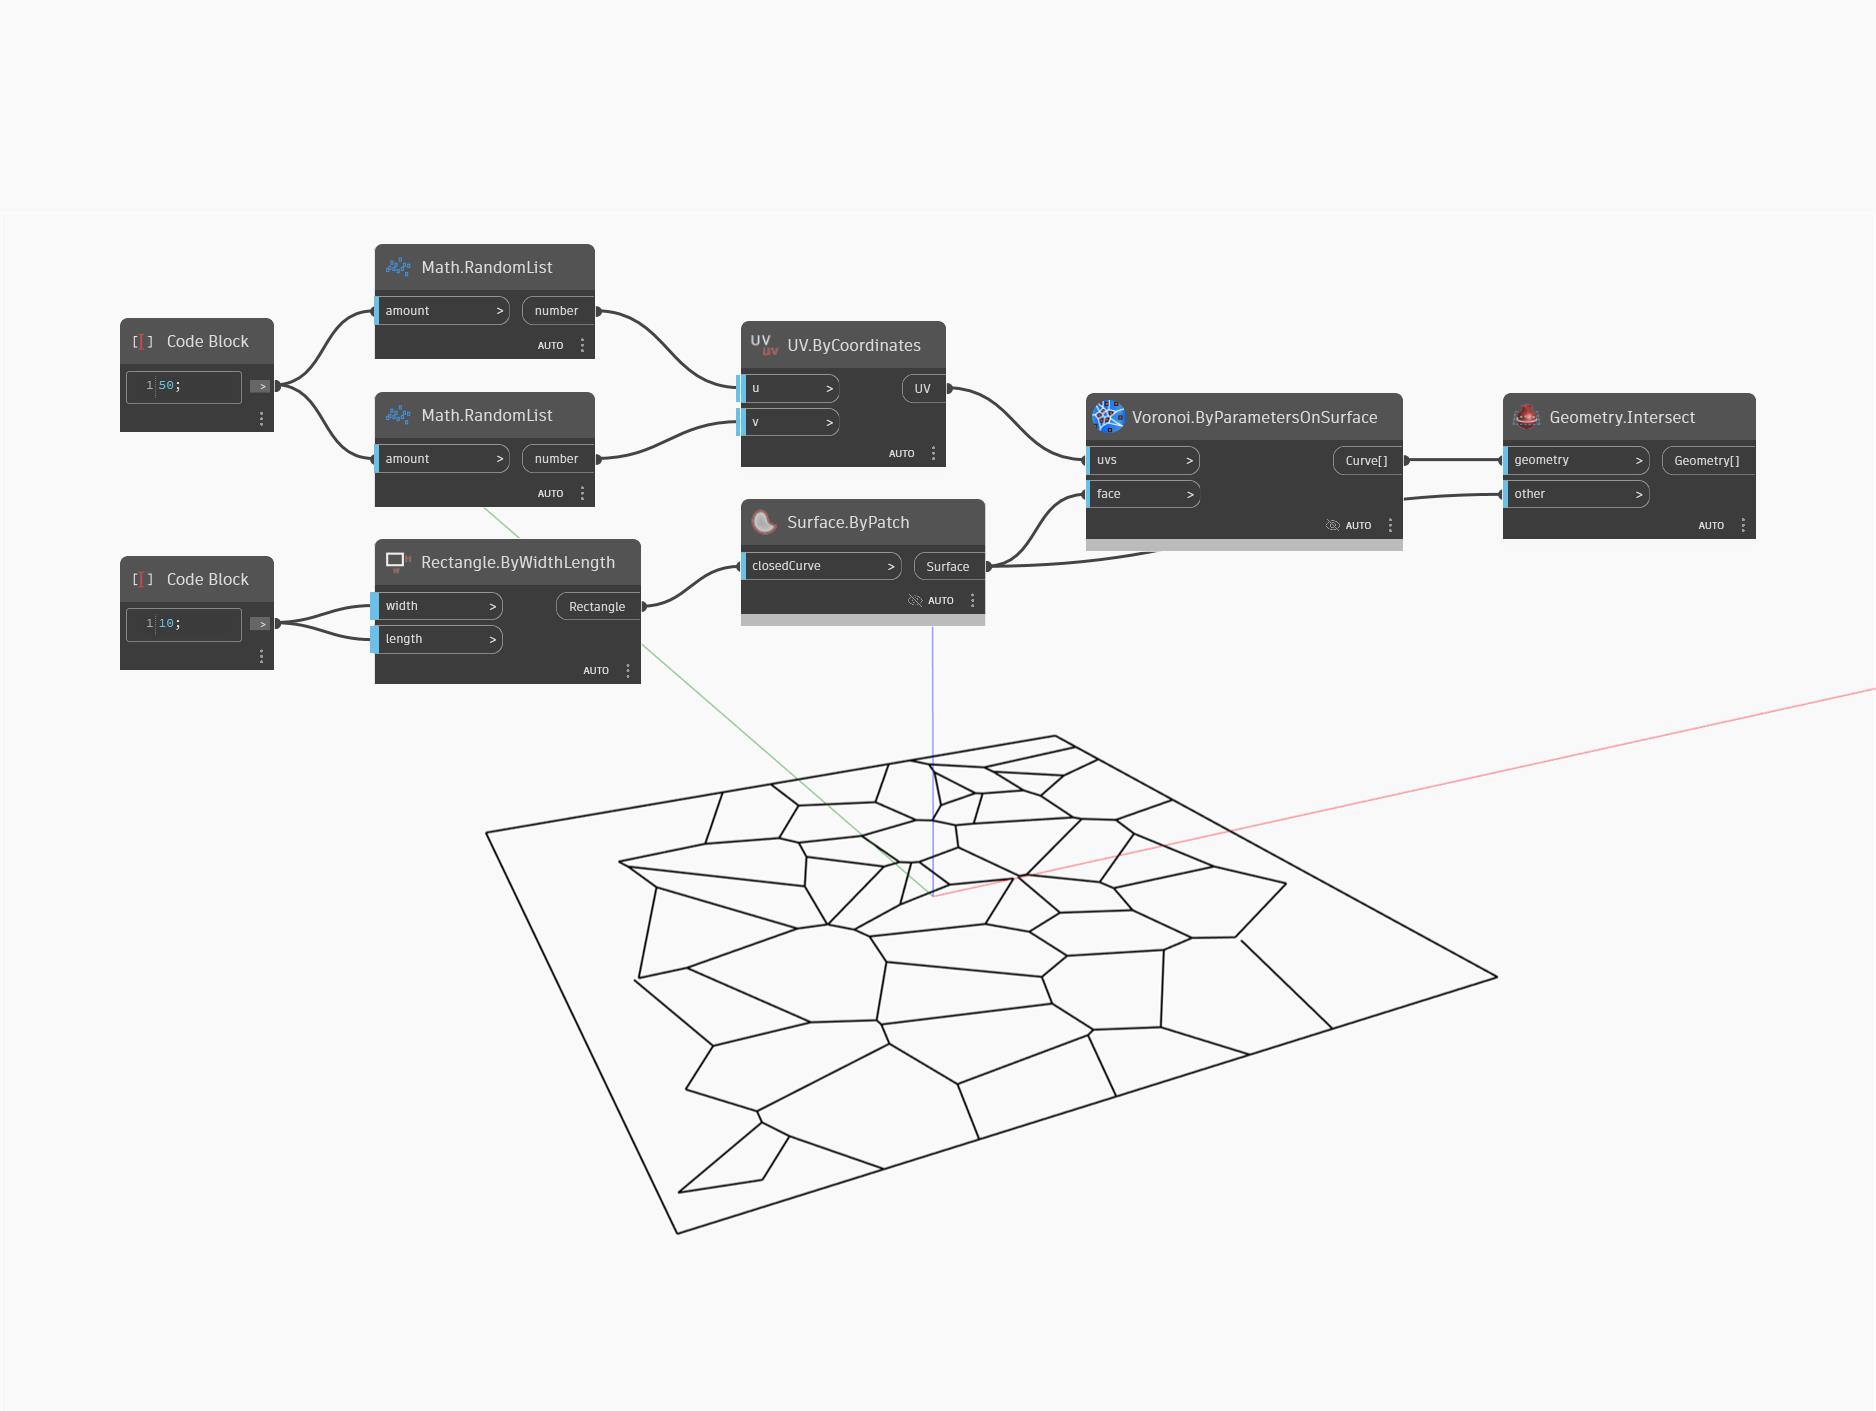 Code Block
1 50;
>
Math.RandomList
amount > number
AUTO
Math.RandomList
amount > number
AUTO
UV uv UV.ByCoordinates
u > UV
v >
AUTO
Voronoi.ByParametersOnSurface
uvs > Curve[]
face >
AUTO
Geometry.Intersect
geometry > Geometry[]
other >
AUTO
Code Block
1 10;
>
Rectangle.ByWidthLength
width > Rectangle
length >
AUTO
Surface.ByPatch
closedCurve > Surface
AUTO